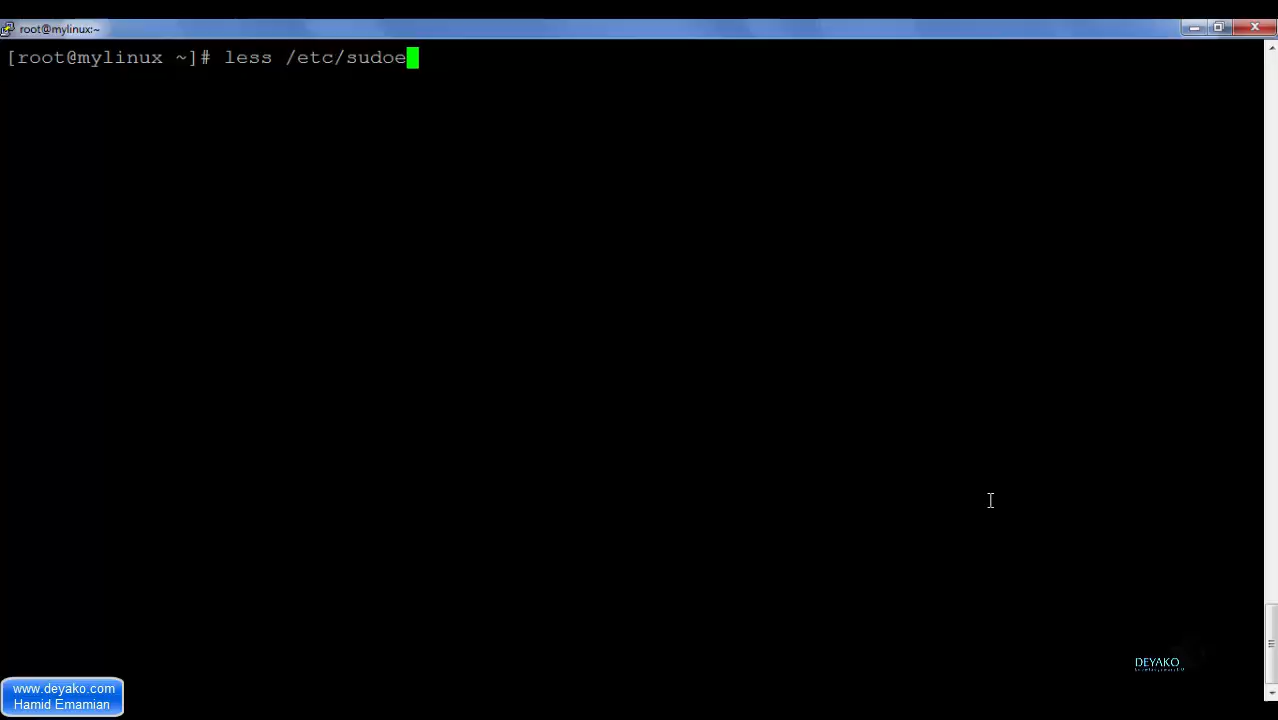 root@mylinux:~
[root@mylinux ~]# less /etc/sudoe
DEYAKO
www.deyako.com
Hamid Emamian